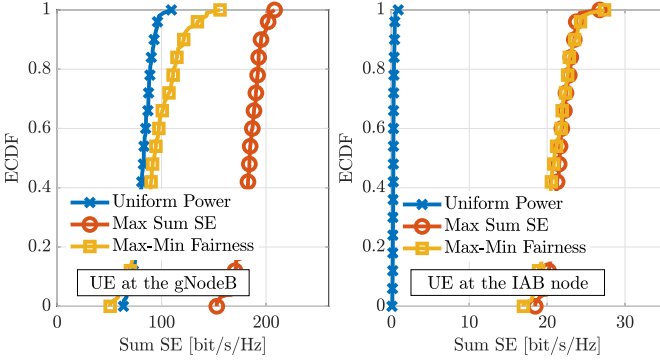 1
0.8
0.6
0.4
0.2
0
ECDF
Uniform Power
Max Sum SE
Max-Min Fairness
UE at the gNodeB
0
100
200
Sum SE [bit/s/Hz]
1
0.8
0.6
0.4
0.2
0
ECDF
Uniform Power
Max Sum SE
Max-Min Fairness
UE at the IAB node
0
10
20
30
Sum SE [bit/s/Hz]